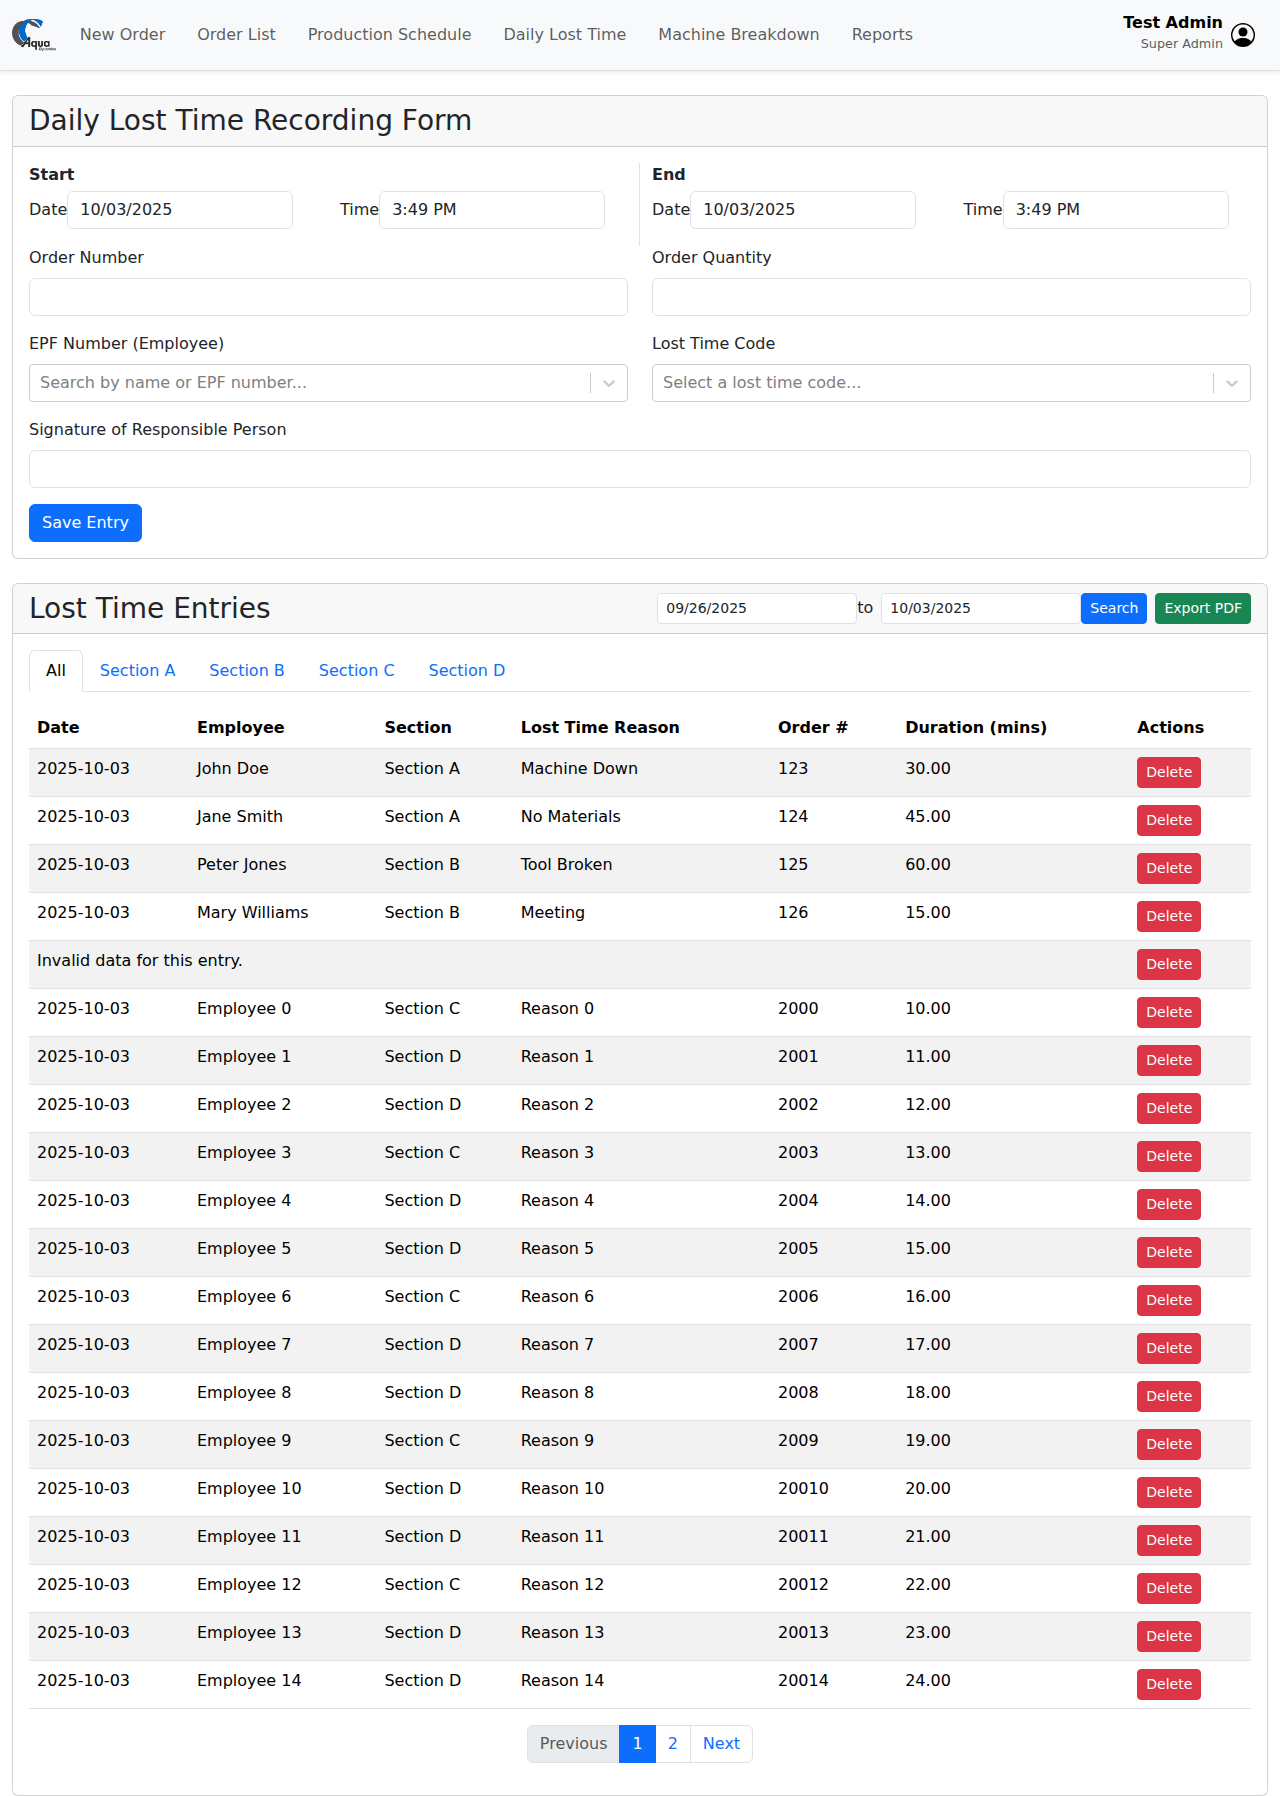 Aqua
New Order Order List Production Schedule Daily Lost Time Machine Breakdown Reports
Test Admin
Super Admin
Daily Lost Time Recording Form
Start End
Date 10/03/2025 Time 3:49 PM Date 10/03/2025 Time 3:49 PM
Order Number Order Quantity
EPF Number (Employee) Lost Time Code
Search by name or EPF number... Select a lost time code...
Signature of Responsible Person
Save Entry
Lost Time Entries 09/26/2025 to 10/03/2025 Search Export PDF
All Section A Section B Section C Section D
Date Employee Section Lost Time Reason Order # Duration (mins) Actions
2025-10-03 John Doe Section A Machine Down 123 30.00 Delete
2025-10-03 Jane Smith Section A No Materials 124 45.00 Delete
2025-10-03 Peter Jones Section B Tool Broken 125 60.00 Delete
2025-10-03 Mary Williams Section B Meeting 126 15.00 Delete
Invalid data for this entry. Delete
2025-10-03 Employee 0 Section C Reason 0 2000 10.00 Delete
2025-10-03 Employee 1 Section D Reason 1 2001 11.00 Delete
2025-10-03 Employee 2 Section D Reason 2 2002 12.00 Delete
2025-10-03 Employee 3 Section C Reason 3 2003 13.00 Delete
2025-10-03 Employee 4 Section D Reason 4 2004 14.00 Delete
2025-10-03 Employee 5 Section D Reason 5 2005 15.00 Delete
2025-10-03 Employee 6 Section C Reason 6 2006 16.00 Delete
2025-10-03 Employee 7 Section D Reason 7 2007 17.00 Delete
2025-10-03 Employee 8 Section D Reason 8 2008 18.00 Delete
2025-10-03 Employee 9 Section C Reason 9 2009 19.00 Delete
2025-10-03 Employee 10 Section D Reason 10 20010 20.00 Delete
2025-10-03 Employee 11 Section D Reason 11 20011 21.00 Delete
2025-10-03 Employee 12 Section C Reason 12 20012 22.00 Delete
2025-10-03 Employee 13 Section D Reason 13 20013 23.00 Delete
2025-10-03 Employee 14 Section D Reason 14 20014 24.00 Delete
Previous 1 2 Next